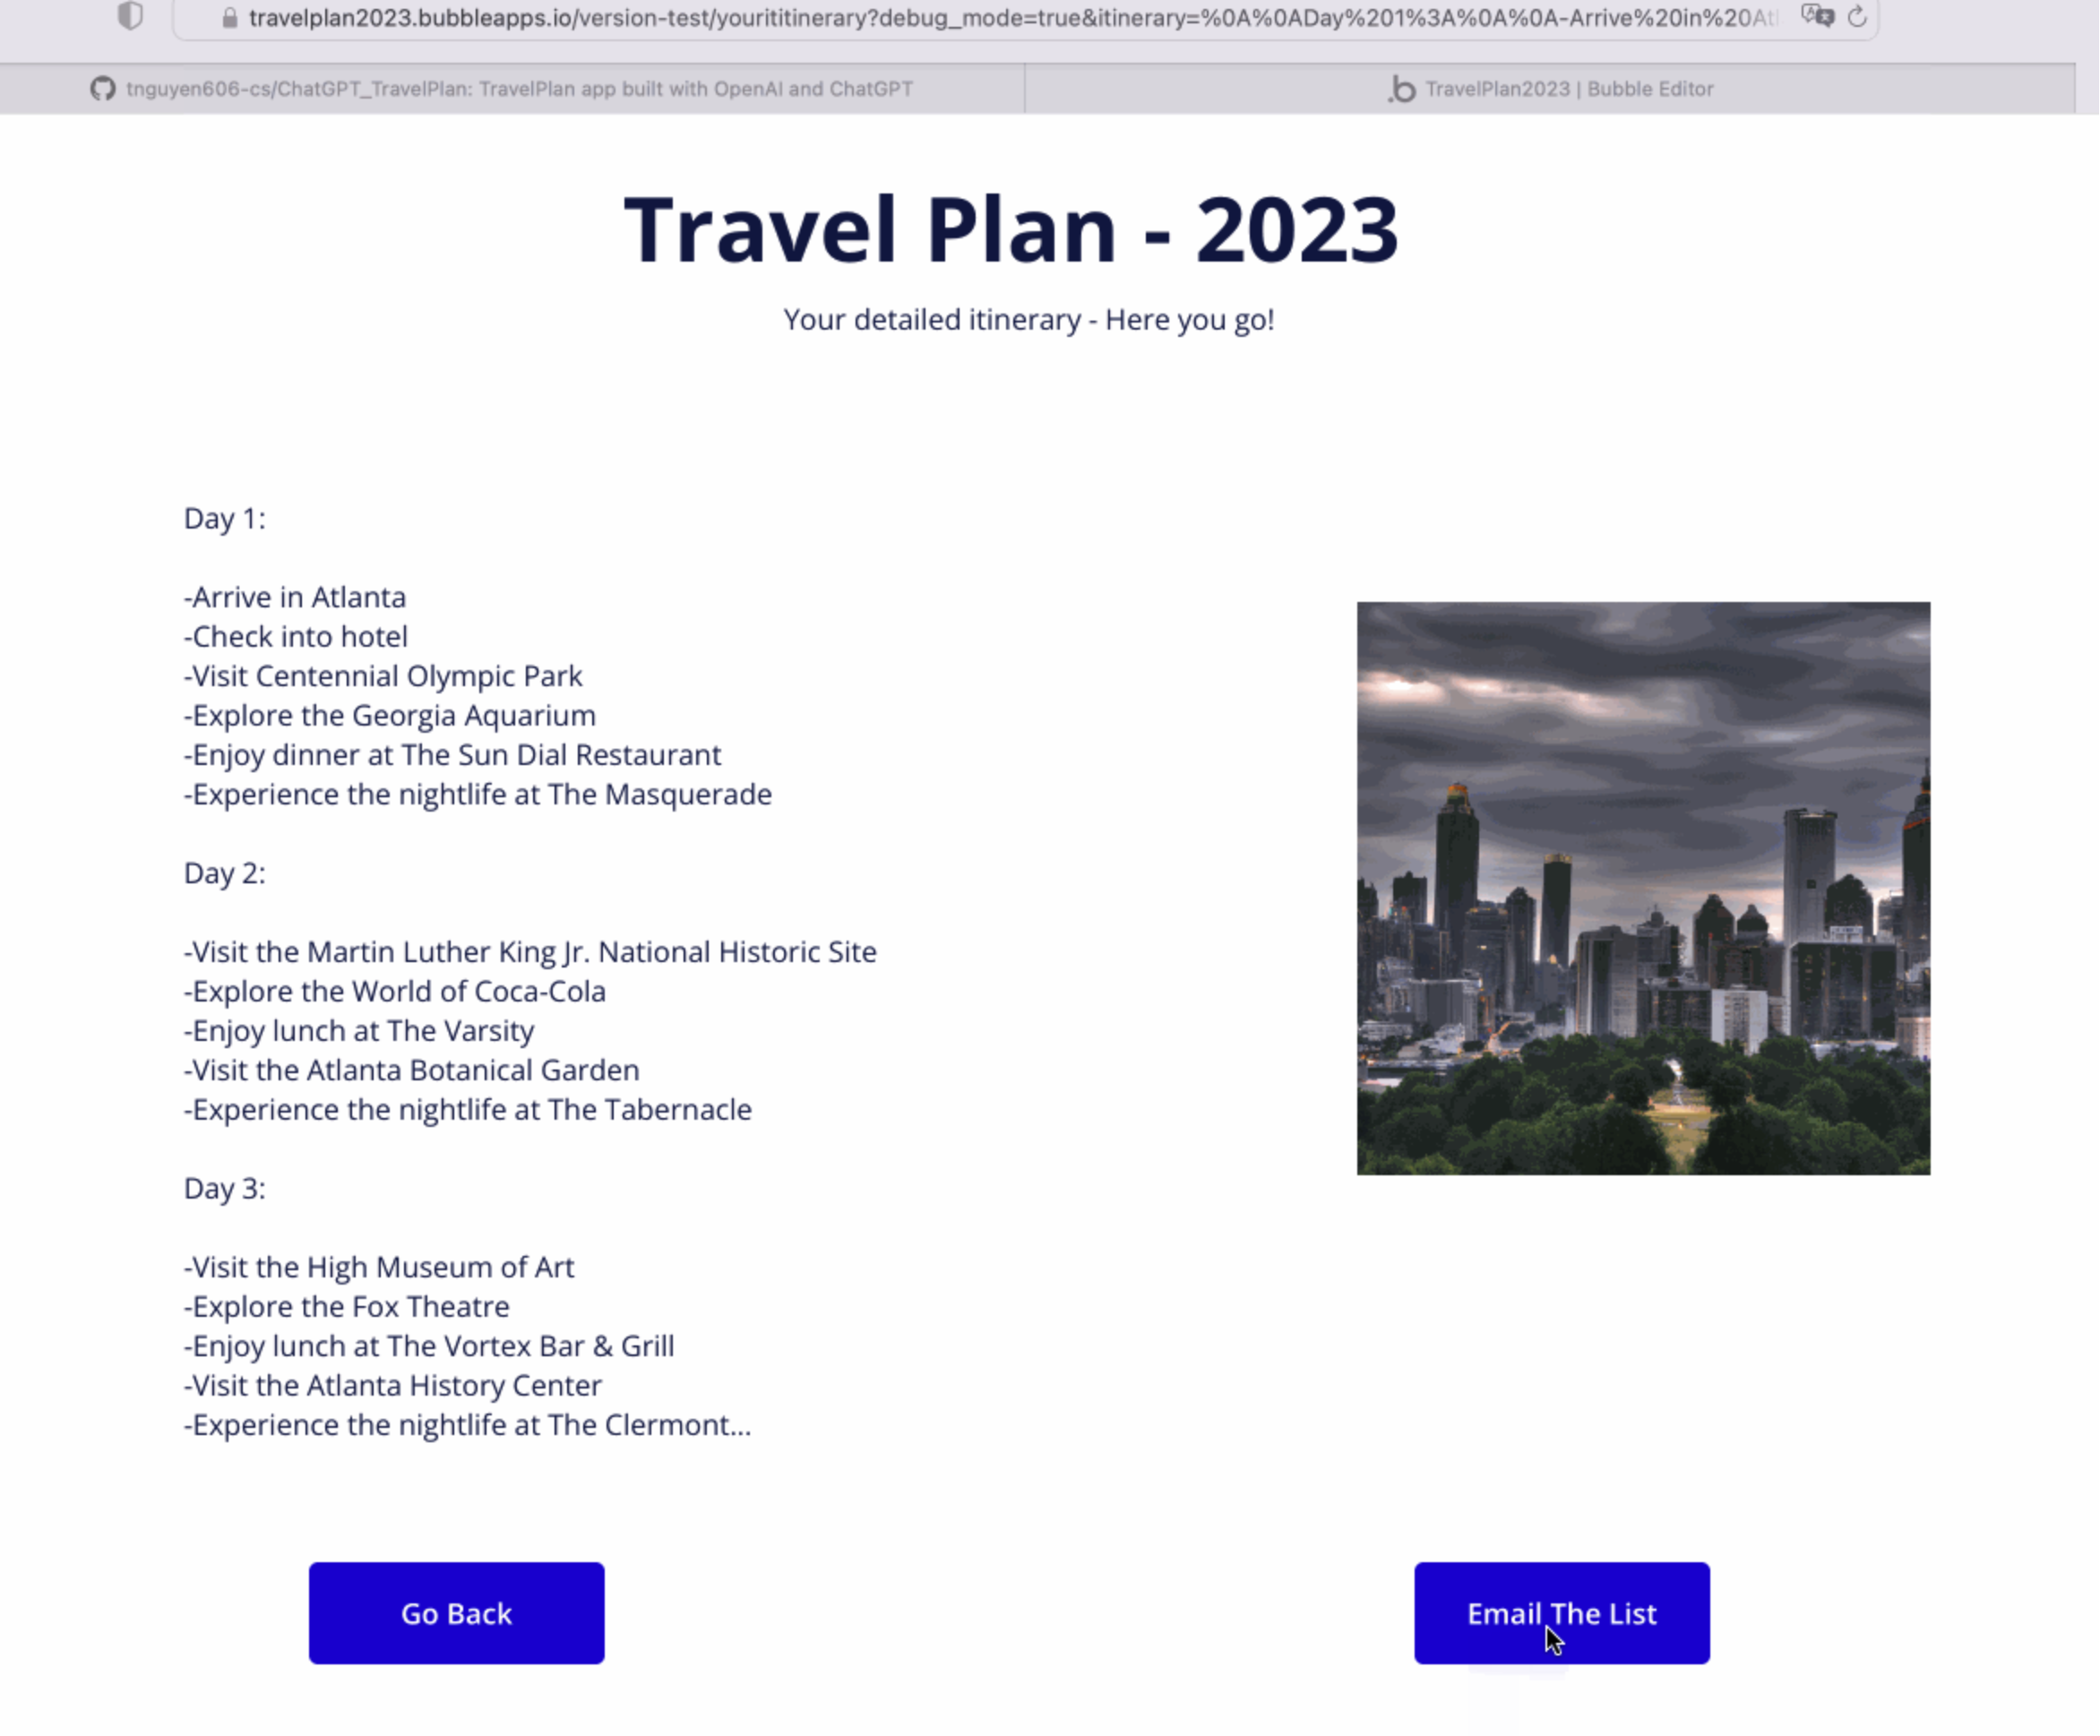 travelplan2023.bubbleapps.io/version-test/yourititinerary?debug_mode=true&itinerary=%0A%0ADay%201%3A%0A%0A-Arrive%20in%20At
tnguyen606-cs/ChatGPT_TravelPlan: TravelPlan app built with OpenAI and ChatGPT
.b TravelPlan2023 | Bubble Editor
Travel Plan - 2023
Your detailed itinerary - Here you go!
Day 1:
-Arrive in Atlanta
-Check into hotel
-Visit Centennial Olympic Park
-Explore the Georgia Aquarium
-Enjoy dinner at The Sun Dial Restaurant
-Experience the nightlife at The Masquerade
Day 2:
-Visit the Martin Luther King Jr. National Historic Site
-Explore the World of Coca-Cola
-Enjoy lunch at The Varsity
-Visit the Atlanta Botanical Garden
-Experience the nightlife at The Tabernacle
Day 3:
-Visit the High Museum of Art
-Explore the Fox Theatre
-Enjoy lunch at The Vortex Bar & Grill
-Visit the Atlanta History Center
-Experience the nightlife at The Clermont...
Go Back
Email The List